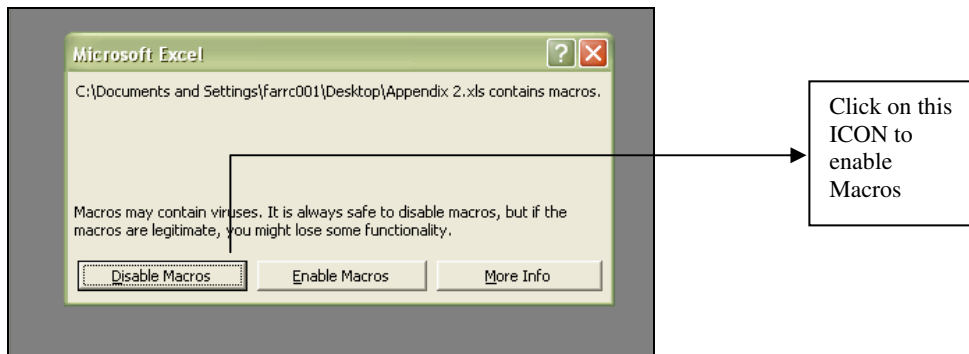 Microsoft Excel
C:\Documents and Settings\farrc001\Desktop\Appendix 2.xls contains macros.
Macros may contain viruses. It is always safe to disable macros, but if the
macros are legitimate, you might lose some functionality.
Disable Macros
Enable Macros
More Info
Click on this
ICON to
enable
Macros